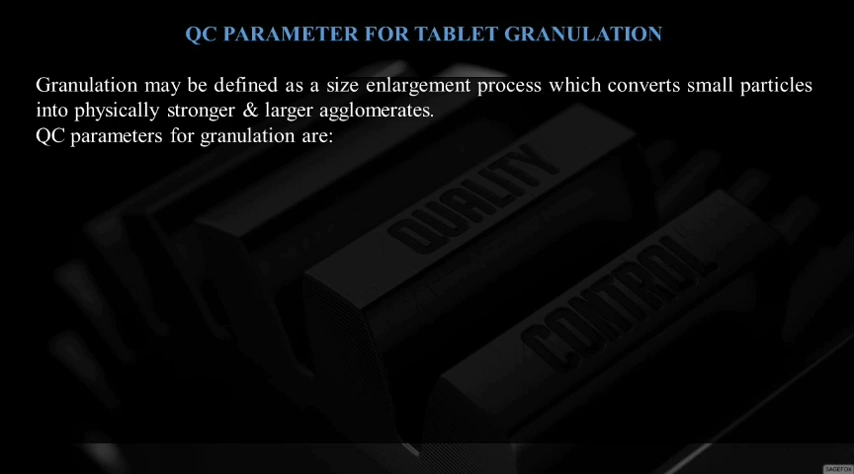 QC PARAMETER FOR TABLET GRANULATION
Granulation may be defined as a size enlargement process which converts small particles
into physically stronger & larger agglomerates.
QC parameters for granulation are:
QUALITY
CONTROL
SAGEFOX